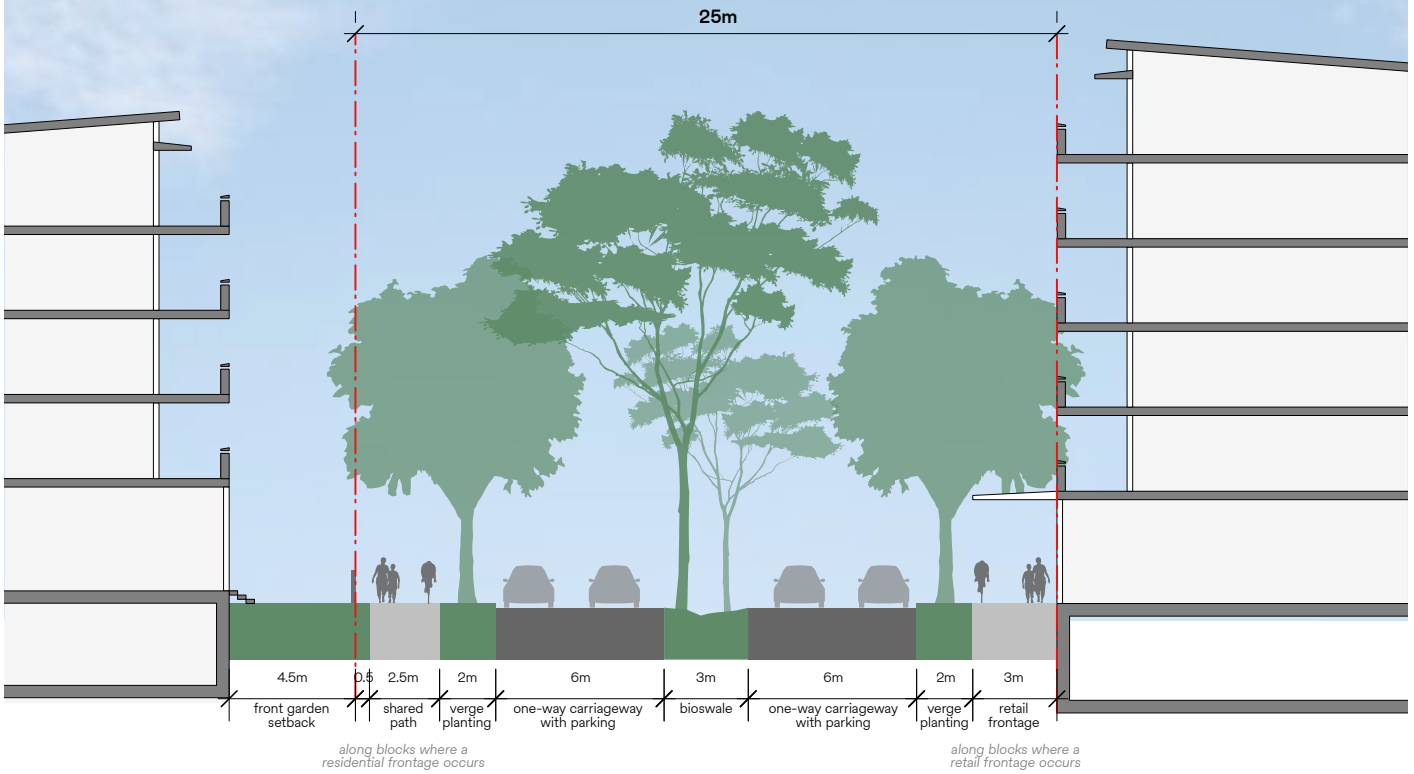 25m
4.5m
0.5
2.5m
2m
6m
3m
6m
2m
3m
front garden
setback
shared
path
verge
planting
one-way carriageway
with parking
bioswale
one-way carriageway
with parking
verge
planting
retail
frontage
along blocks where a
residential frontage occurs
along blocks where a
retail frontage occurs